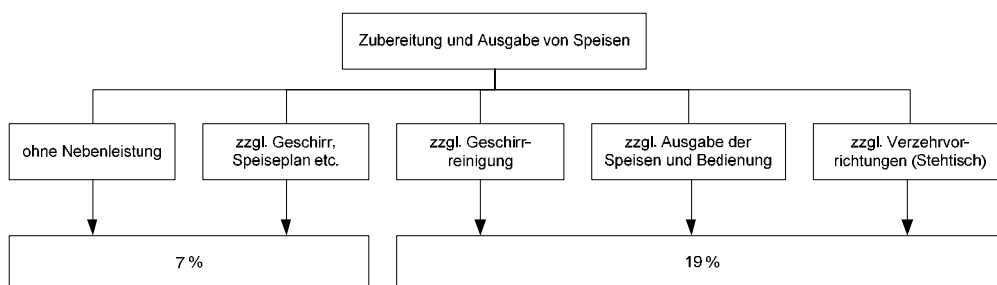 Zubereitung und Ausgabe von Speisen
ohne Nebenleistung
zzgl. Geschirr,
Speiseplan etc.
zzgl. Geschirr-
reinigung
zzgl. Ausgabe der
Speisen und Bedienung
zzgl. Verzehrvor-
richtungen (Stehtisch)
7 %
19 %